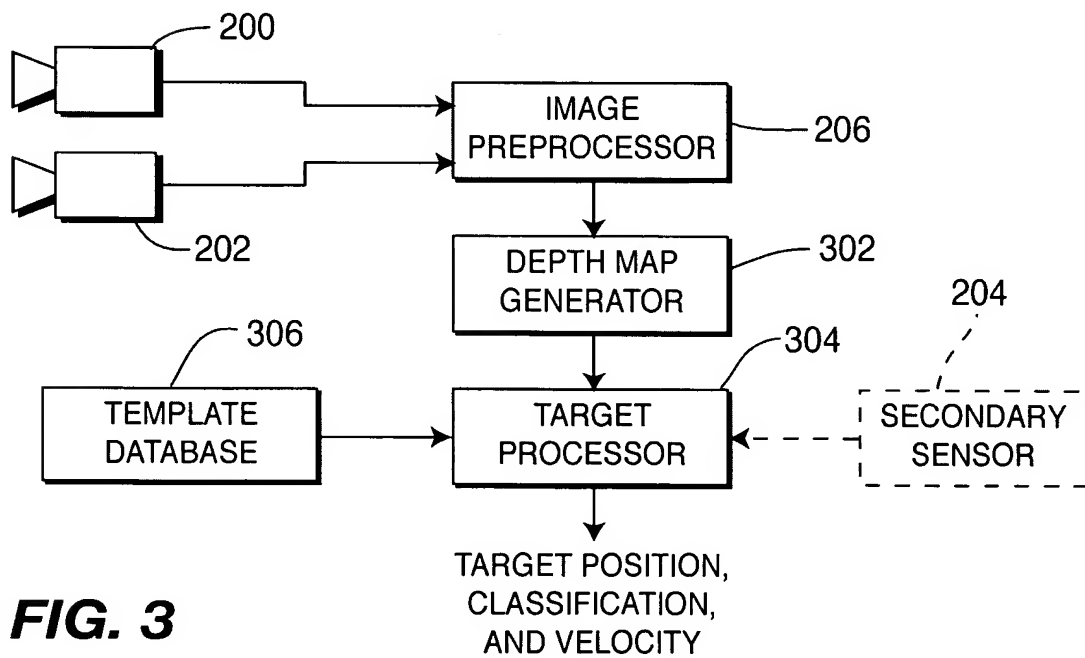 200
IMAGE
PREPROCESSOR
206
202
DEPTH MAP
GENERATOR
302
204
306
304
TEMPLATE
DATABASE
TARGET
PROCESSOR
SECONDARY
SENSOR
TARGET POSITION,
CLASSIFICATION,
AND VELOCITY
FIG. 3